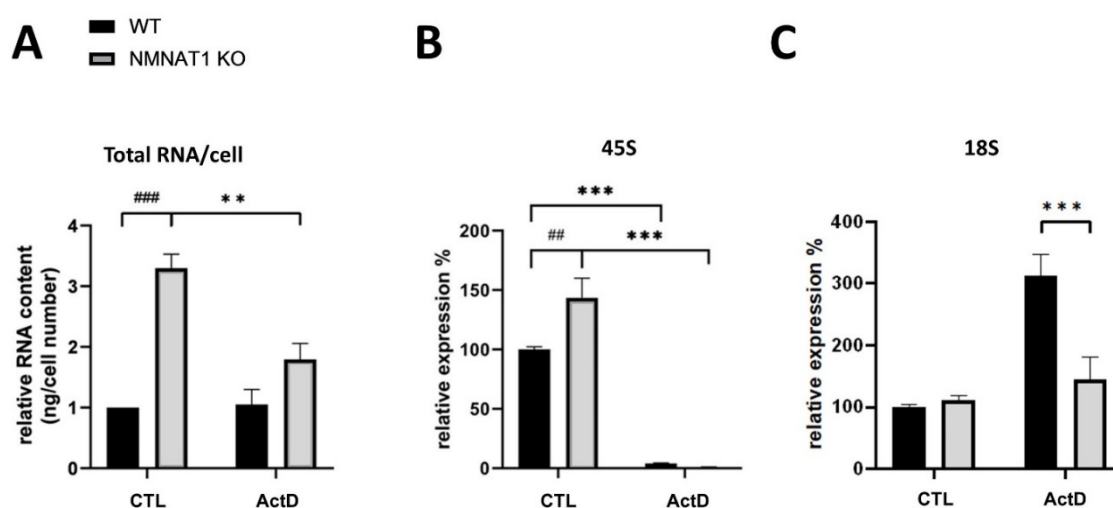 A
WT
NMNAT1 KO
Total RNA/cell
### **
relative RNA content
(ng/cell number)
4
3
2
1
0
CTL ActD
B
45S
***
## ***
relative expression %
200
150
100
50
0
CTL ActD
C
18S
***
relative expression %
400
300
200
100
0
CTL ActD